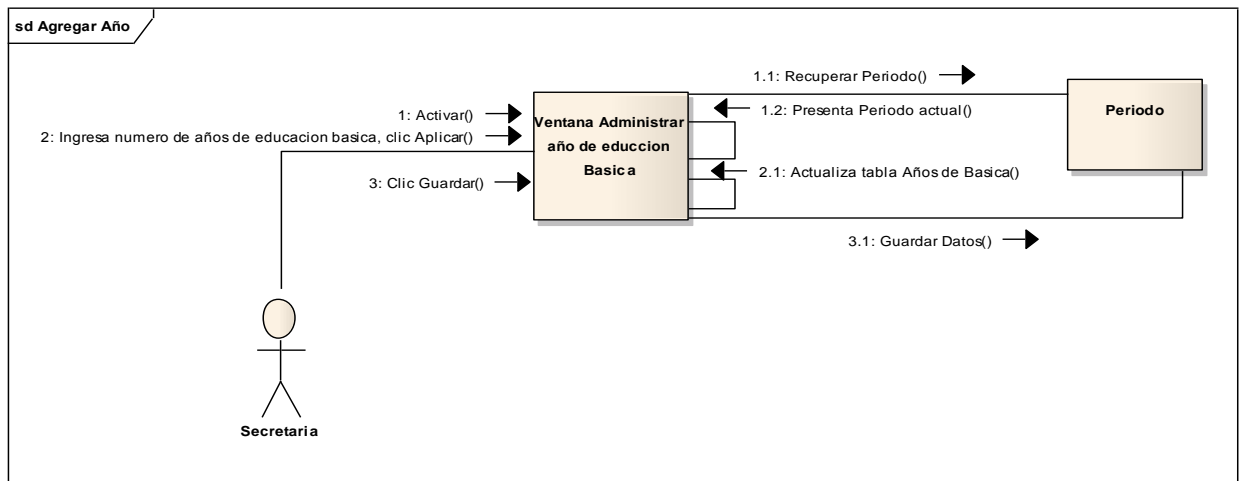 sd Agregar Año
1.1: Recuperar Periodo()
1: Activar()
1.2: Presenta Periodo actual()
2: Ingresa numero de años de educacion basica, clic Aplicar()
Ventana Administrar
año de educcion
Basica
Periodo
3: Clic Guardar()
2.1: Actualiza tabla Años de Basica()
3.1: Guardar Datos()
Secretaria